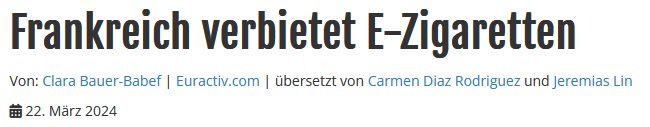 Frankreich verbietet E-Zigaretten
Von: Clara Bauer-Babef | Euractiv.com | übersetzt von Carmen Diaz Rodriguez und Jeremias Lin
22. März 2024